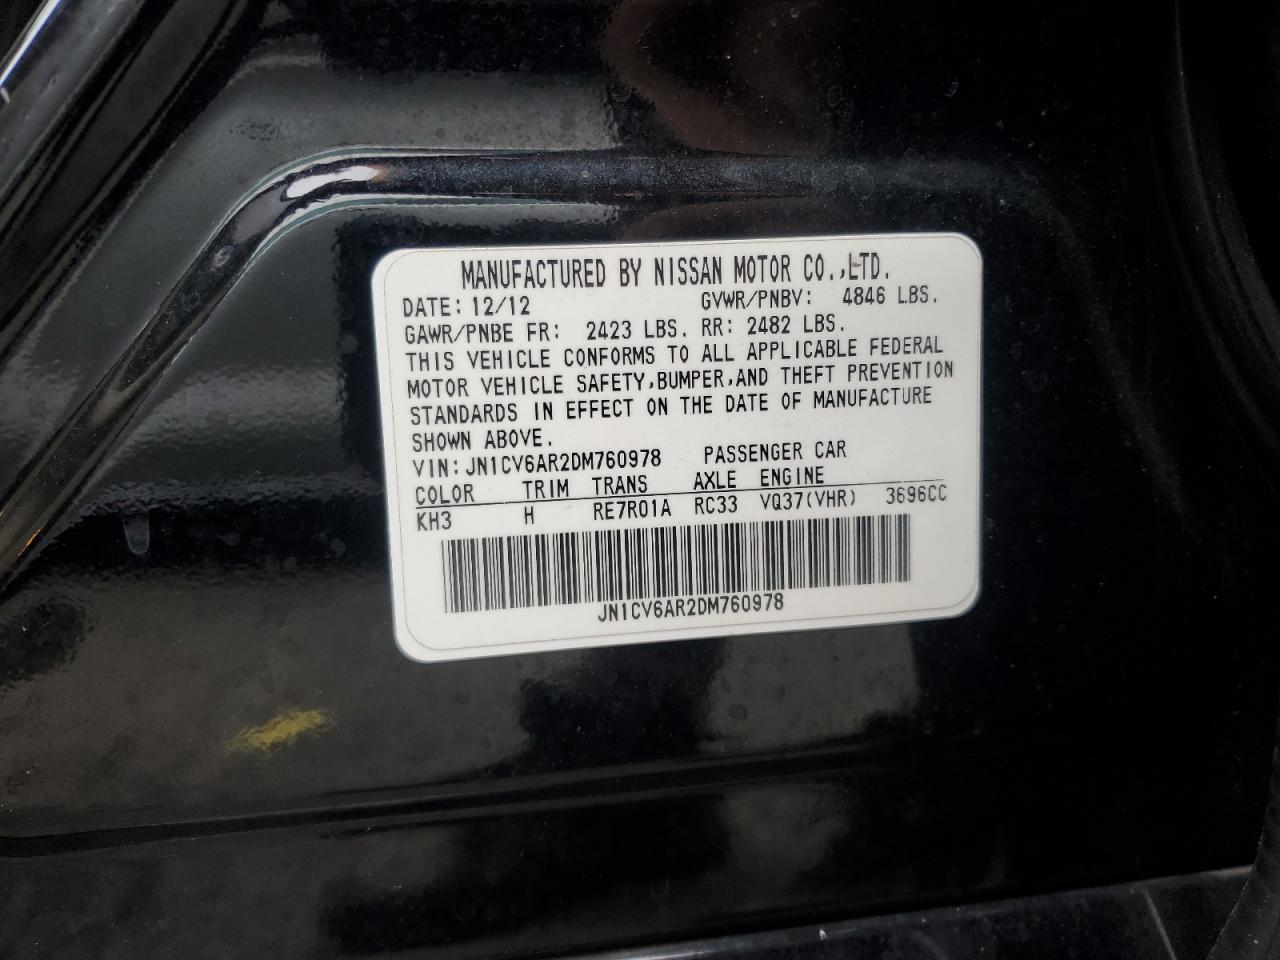 MANUFACTURED BY NISSAN MOTOR CO.,LTD.
DATE: 12/12 GVWR/PNBV: 4846 LBS.
GAWR/PNBE FR: 2423 LBS. RR: 2482 LBS.
THIS VEHICLE CONFORMS TO ALL APPLICABLE FEDERAL
MOTOR VEHICLE SAFETY,BUMPER,AND THEFT PREVENTION
STANDARDS IN EFFECT ON THE DATE OF MANUFACTURE
SHOWN ABOVE.
VIN:JN1CV6AR2DM760978 PASSENGER CAR
COLOR TRIM TRANS AXLE ENGINE
KH3 H RE7R01A RC33 VQ37(VHR) 3696CC
JN1CV6AR2DM760978